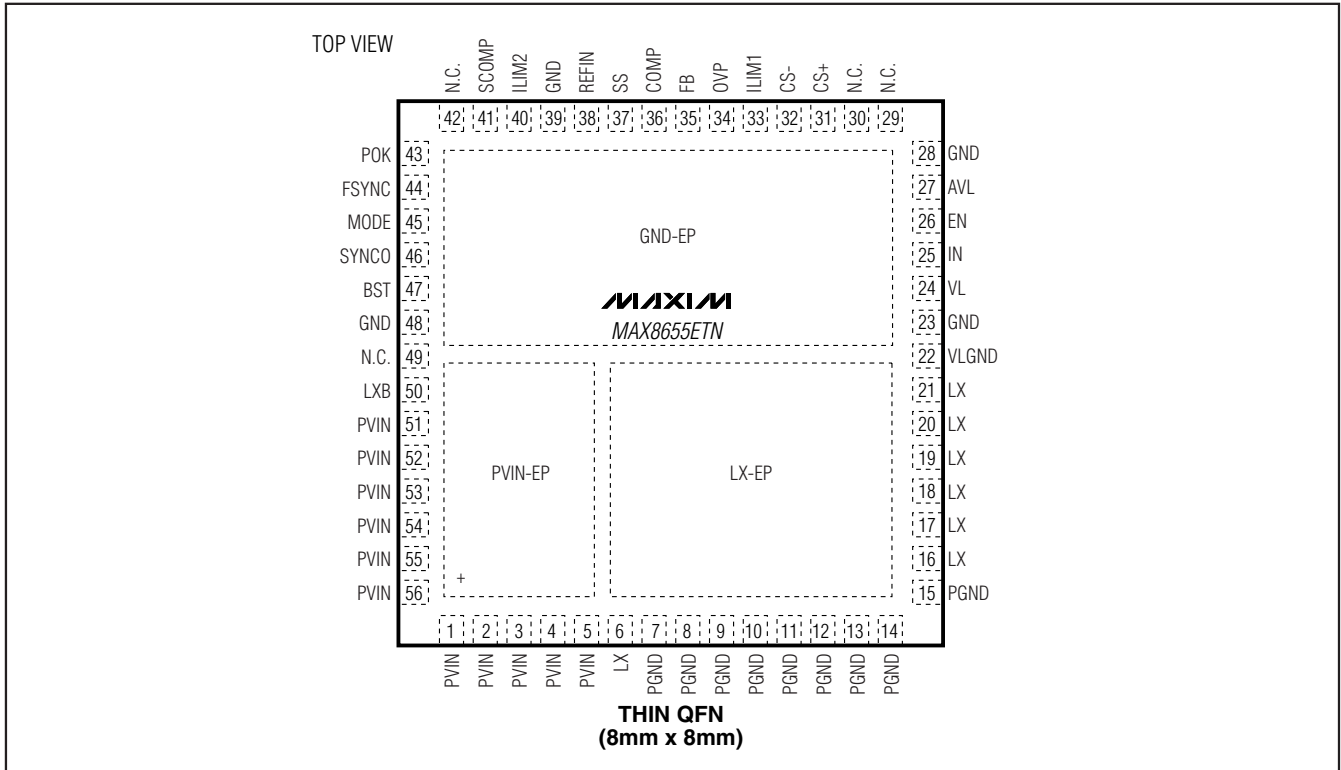 TOP VIEW
N.C. SCOMP ILIM2 GND REFIN SS COMP FB OVP ILIM1 CS- CS+ N.C. N.C.
42 41 40 39 38 37 36 35 34 33 32 31 30 29
POK 43
FSYNC 44
MODE 45
SYNCO 46
BST 47
GND 48
N.C. 49
LXB 50
PVIN 51
PVIN 52
PVIN 53
PVIN 54
PVIN 55
PVIN 56
GND-EP
MAXIM
MAX8655ETN
PVIN-EP
LX-EP
+
28 GND
27 AVL
26 EN
25 IN
24 VL
23 GND
22 VLGND
21 LX
20 LX
19 LX
18 LX
17 LX
16 LX
15 PGND
1 2 3 4 5 6 7 8 9 10 11 12 13 14
PVIN PVIN PVIN PVIN PVIN LX PGND PGND PGND PGND PGND PGND PGND PGND
THIN QFN
(8mm x 8mm)